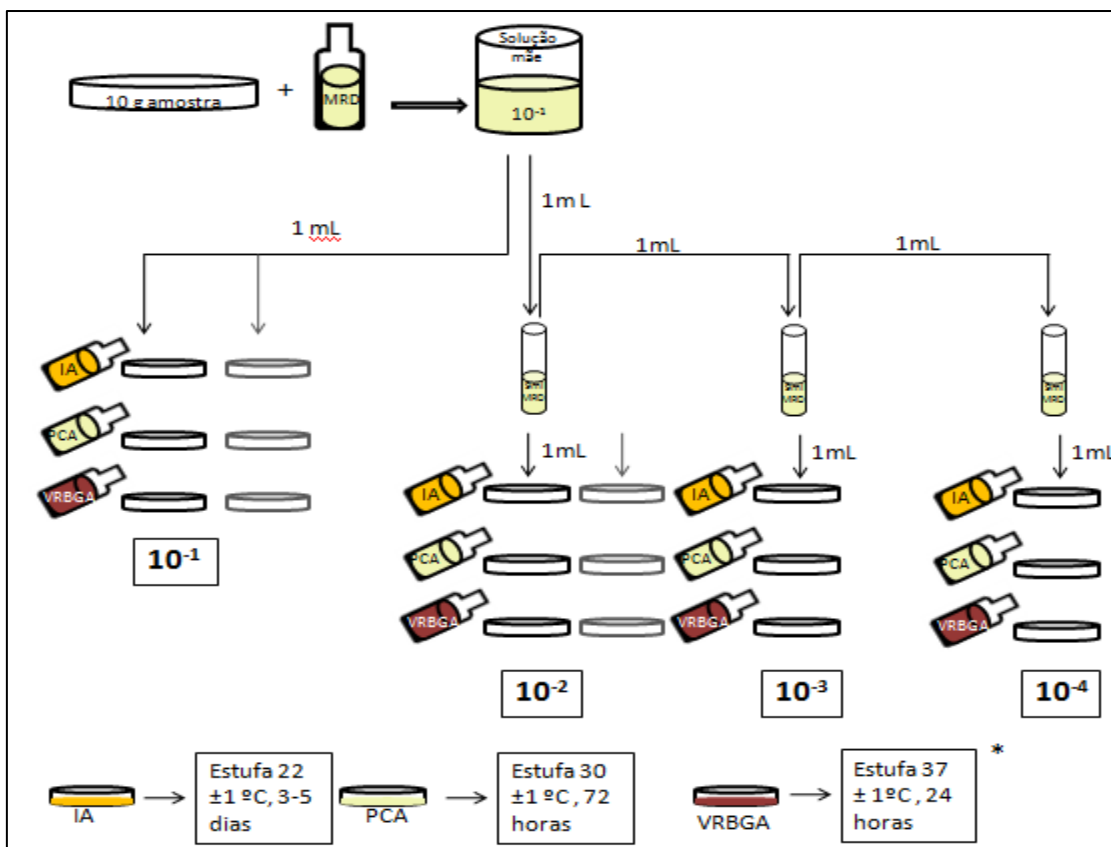 Solução
mãe
10 g amostra
+
MRD
10⁻¹
1m L
1 mL
1mL
1mL
IA
PCA
VRBGA
MRD
MRD
MRD
1mL
1mL
1mL
IA
IA
IA
PCA
PCA
PCA
VRBGA
VRBGA
VRBGA
10⁻¹
10⁻²
10⁻³
10⁻⁴
*
IA
Estufa 22
±1 ºC, 3-5
dias
PCA
Estufa 30
±1 ºC, 72
horas
VRBGA
Estufa 37
± 1ºC, 24
horas